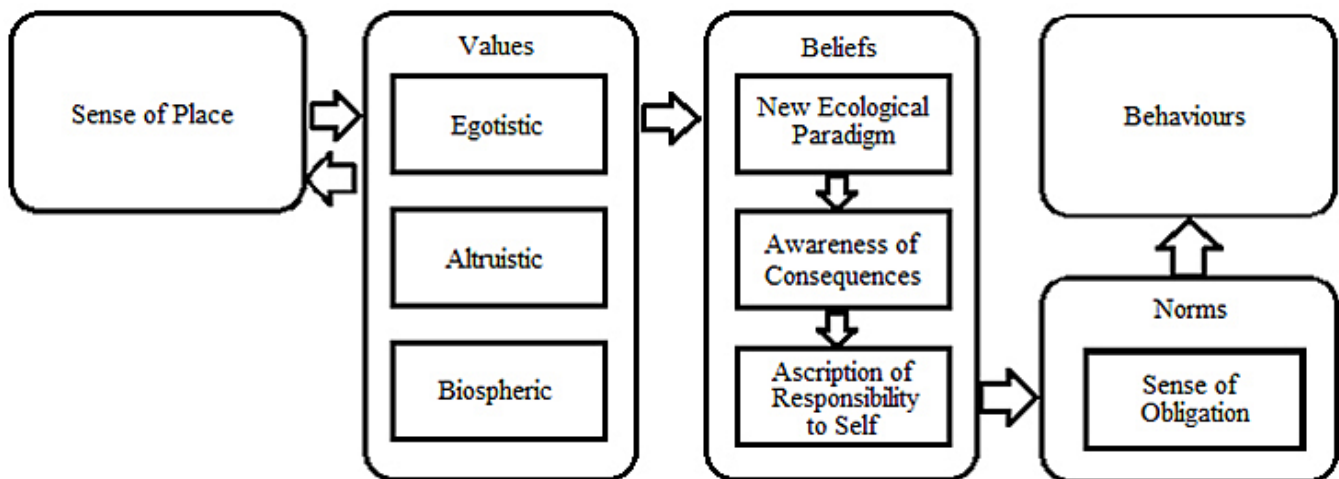 Sense of Place
Values
Egotistic
Altruistic
Biospheric
Beliefs
New Ecological
Paradigm
Awareness of
Consequences
Ascription of
Responsibility
to Self
Behaviours
Norms
Sense of
Obligation